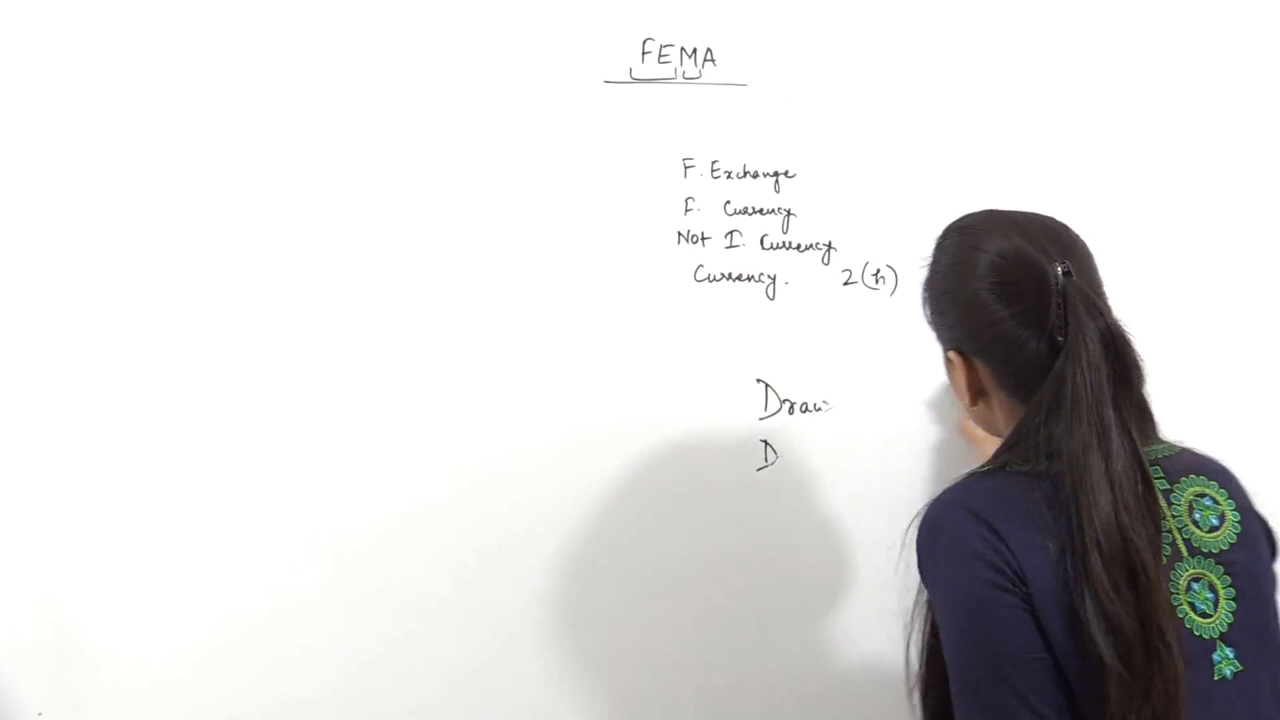 FEMA
F. Exchange
F. Currency
Not I. Currency
Currency. 2(h)
Draw
D